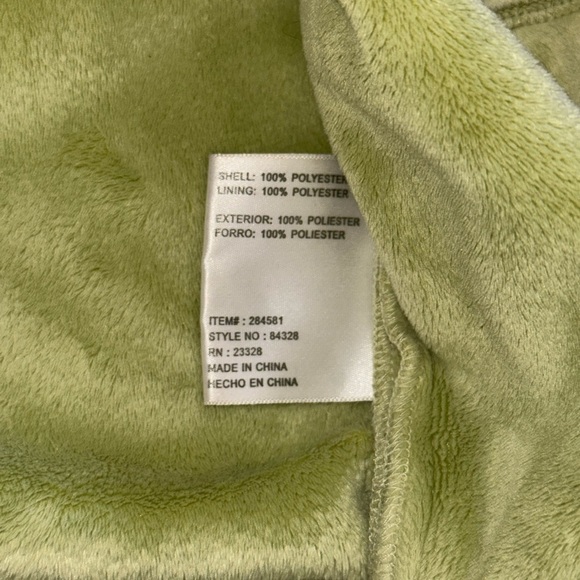 SHELL: 100% POLYESTER
LINING: 100% POLYESTER
EXTERIOR: 100% POLIESTER
FORRO: 100% POLIESTER
ITEM# : 284581
STYLE NO : 84328
RN : 23328
MADE IN CHINA
HECHO EN CHINA